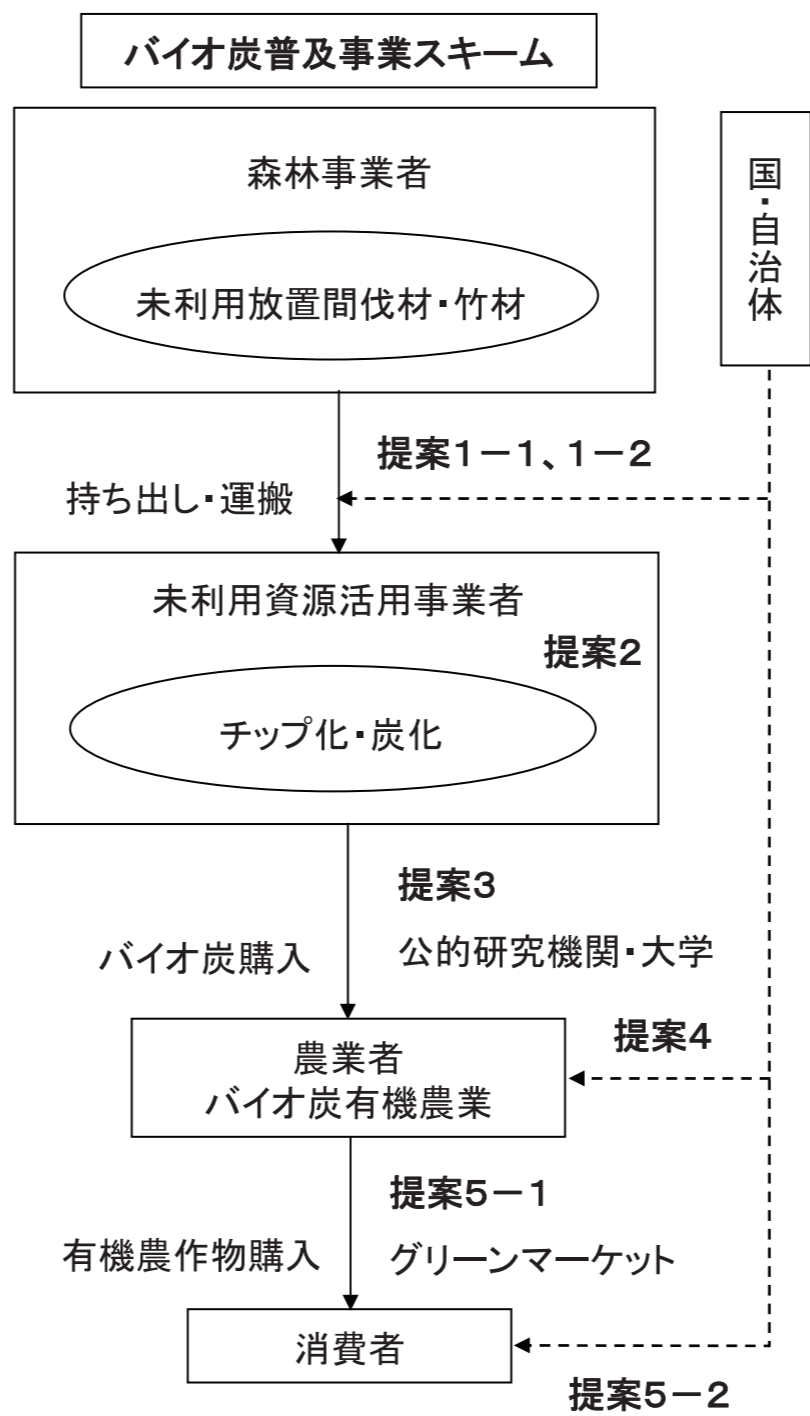 バイオ炭普及事業スキーム
森林事業者
国・自治体
未利用放置間伐材・竹材
提案1-1、1-2
持ち出し・運搬
未利用資源活用事業者
提案2
チップ化・炭化
提案3
バイオ炭購入
公的研究機関・大学
農業者
バイオ炭有機農業
提案4
提案5-1
有機農作物購入
グリーンマーケット
消費者
提案5-2